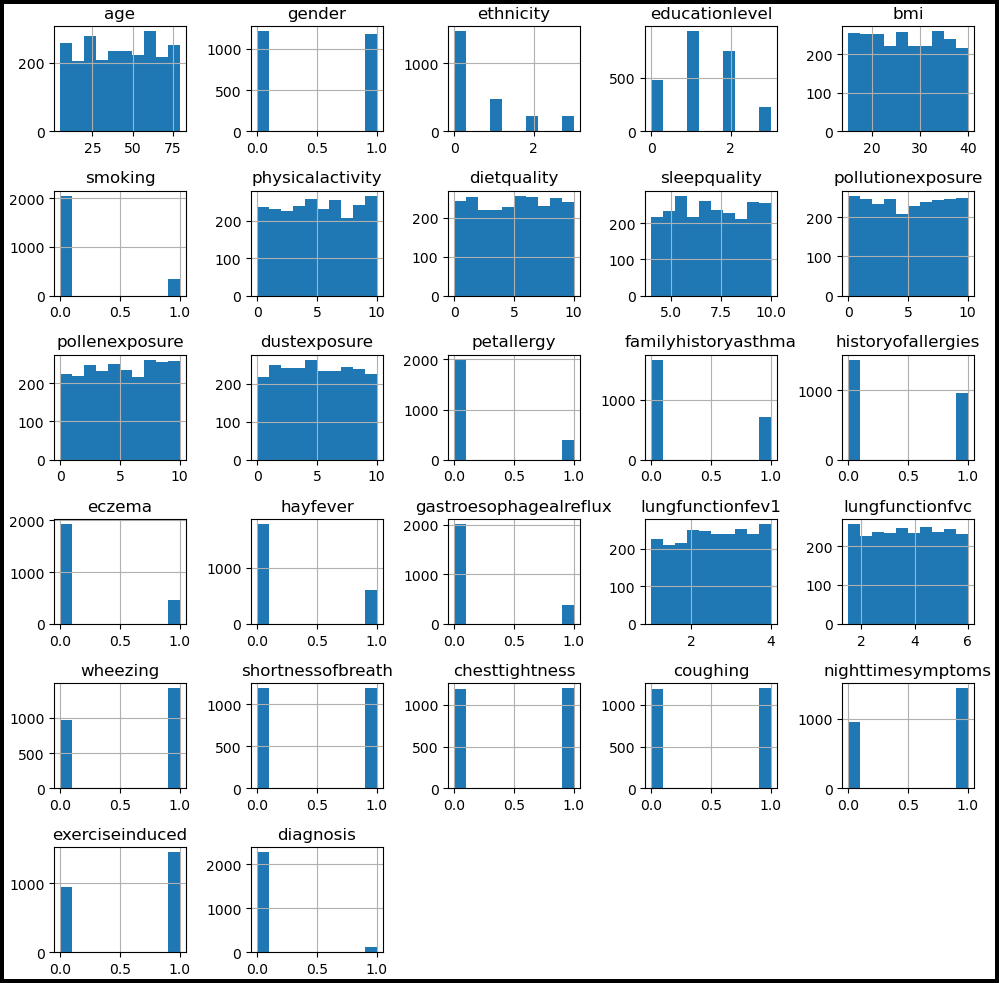 age gender ethnicity educationlevel bmi
200
0
25 50 75
1000
500
0
0.0 0.5 1.0
1000
0
0 2
500
0
0 2
200
100
0
20 30 40
smoking physicalactivity dietquality sleepquality pollutionexposure
2000
1000
0
0.0 0.5 1.0
200
100
0
0 5 10
200
100
0
0 5 10
200
100
0
5.0 7.5 10.0
200
100
0
0 5 10
pollenexposure dustexposure petallergy familyhistoryasthma historyofallergies
200
100
0
0 5 10
200
100
0
0 5 10
2000
1000
0
0.0 0.5 1.0
1000
0
0.0 0.5 1.0
1000
0
0.0 0.5 1.0
eczema hayfever gastroesophagealreflux lungfunctionfev1 lungfunctionfvc
2000
1000
0
0.0 0.5 1.0
1000
0
0.0 0.5 1.0
2000
1000
0
0.0 0.5 1.0
200
100
0
2 4
200
100
0
2 4 6
wheezing shortnessofbreath chesttightness coughing nighttimesymptoms
1000
500
0
0.0 0.5 1.0
1000
500
0
0.0 0.5 1.0
1000
500
0
0.0 0.5 1.0
1000
500
0
0.0 0.5 1.0
1000
0
0.0 0.5 1.0
exerciseinduced diagnosis
1000
0
0.0 0.5 1.0
2000
1000
0
0.0 0.5 1.0